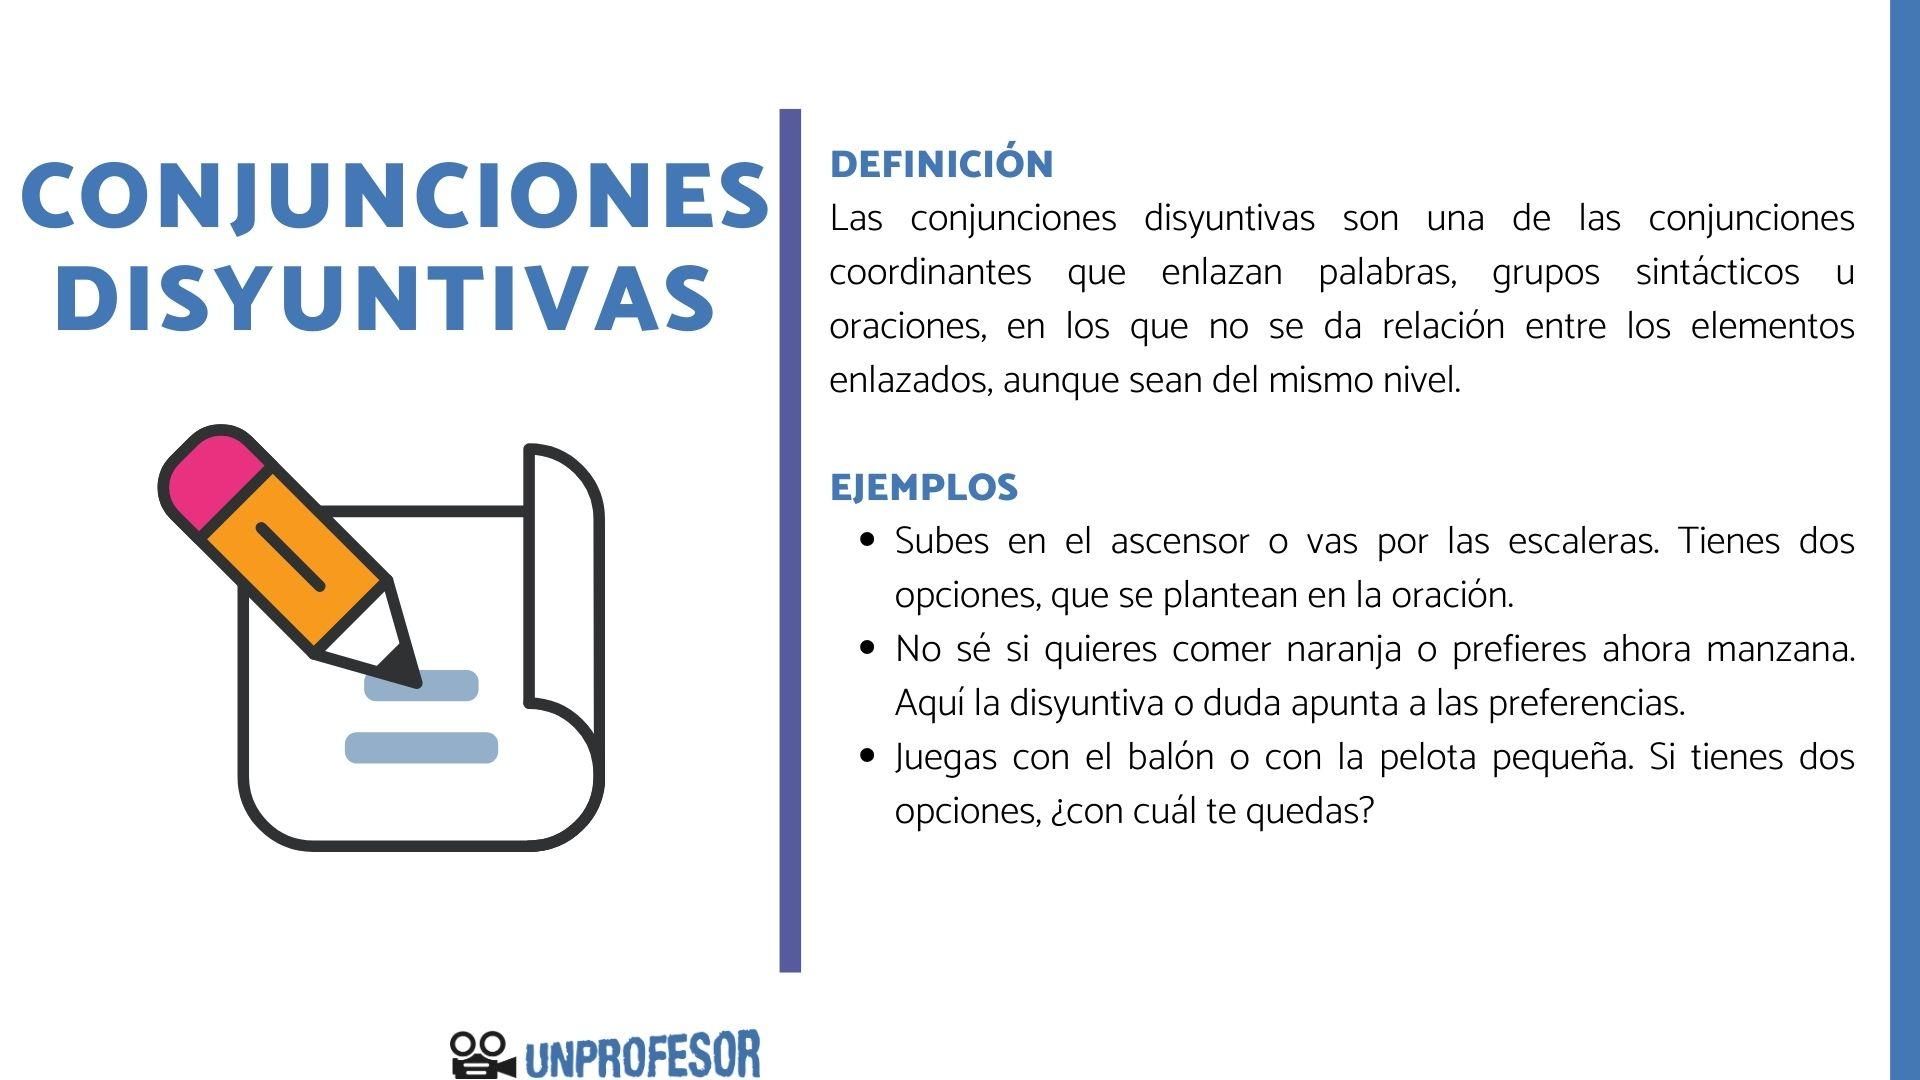 CONJUNCIONES
DISYUNTIVAS
DEFINICIÓN
Las conjunciones disyuntivas son una de las conjunciones
coordinantes que enlazan palabras, grupos sintácticos u
oraciones, en los que no se da relación entre los elementos
enlazados, aunque sean del mismo nivel.
EJEMPLOS
• Subes en el ascensor o vas por las escaleras. Tienes dos
opciones, que se plantean en la oración.
• No sé si quieres comer naranja o prefieres ahora manzana.
Aquí la disyuntiva o duda apunta a las preferencias.
• Juegas con el balón o con la pelota pequeña. Si tienes dos
opciones, ¿con cuál te quedas?
UNPROFESOR